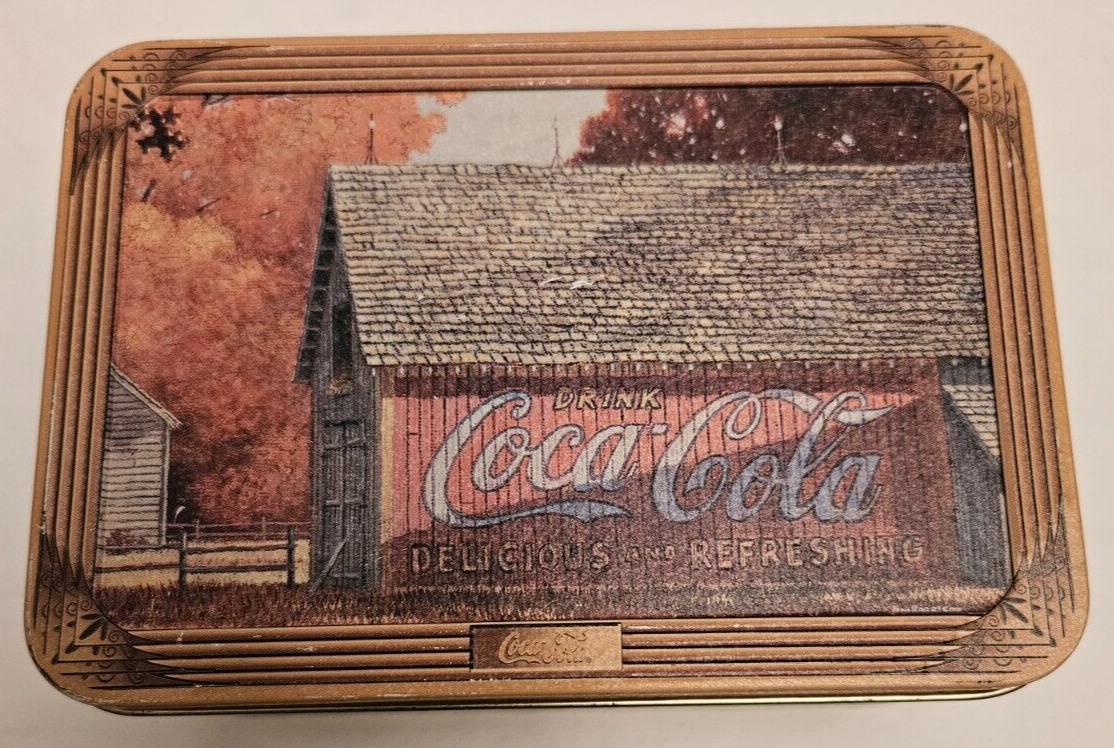 DRINK
Coca-Cola
DELICIOUS AND REFRESHING
Coca-Cola